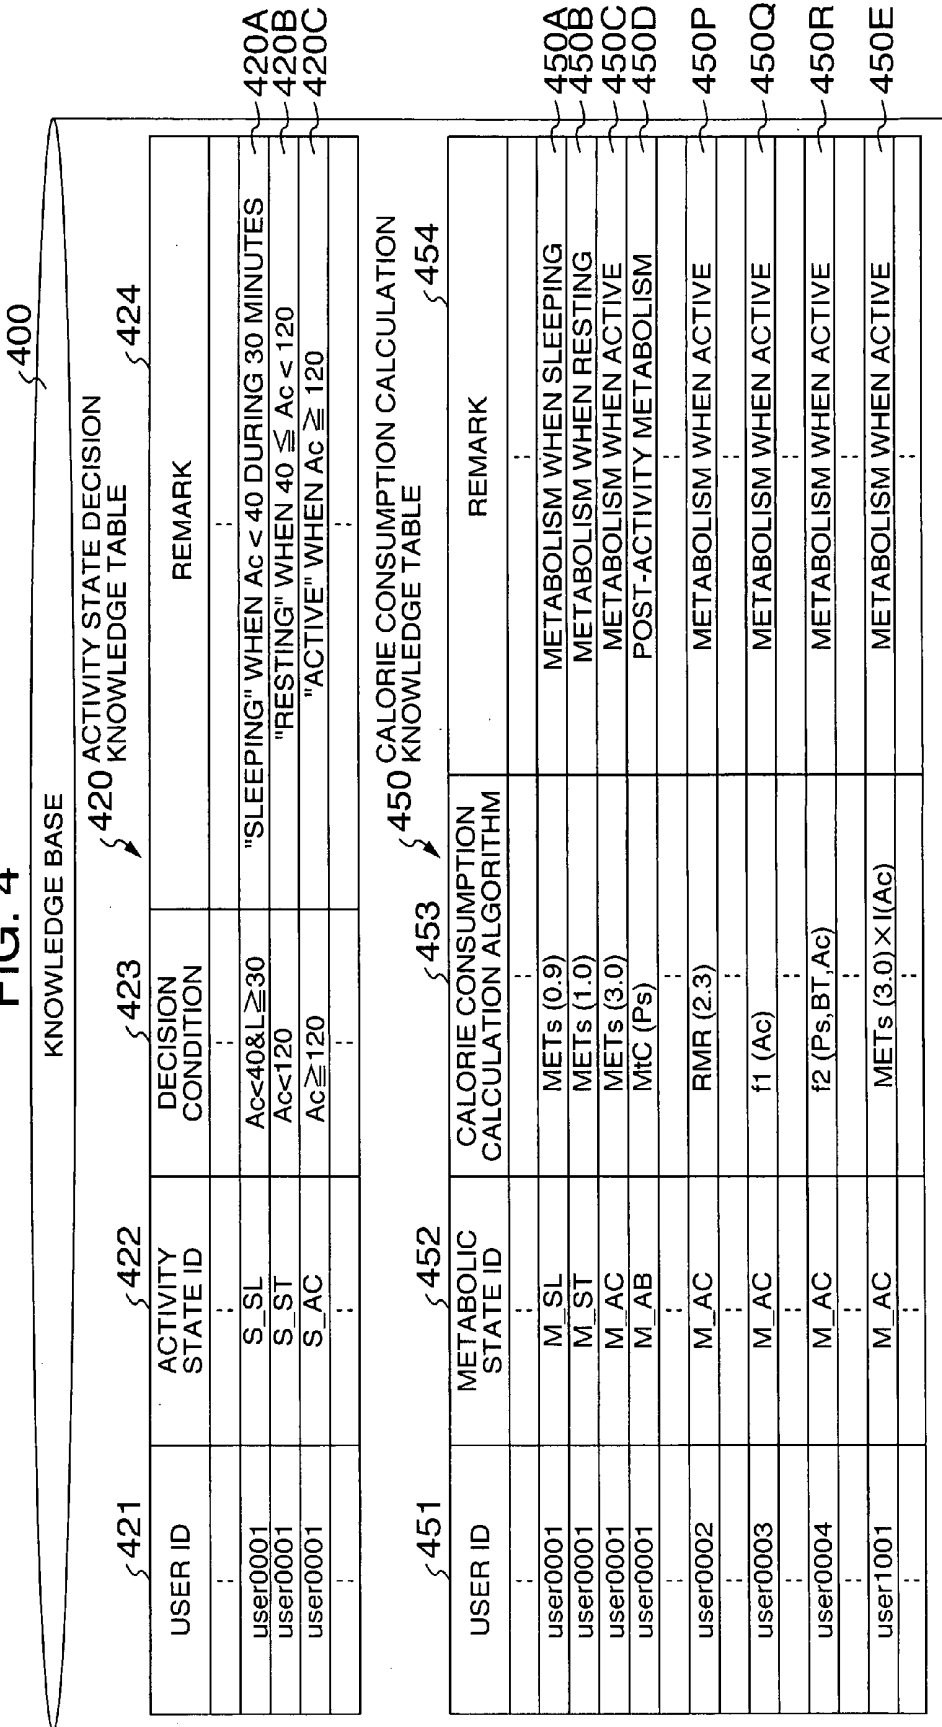 FIG. 4
KNOWLEDGE BASE
400
420 ACTIVITY STATE DECISION
KNOWLEDGE TABLE
421 422 423 424
USER ID ACTIVITY STATE ID DECISION CONDITION REMARK
user0001 S_SL Ac<40&L≧30 "SLEEPING" WHEN Ac < 40 DURING 30 MINUTES 420A
user0001 S_ST Ac<120 "RESTING" WHEN 40 ≦ Ac < 120 420B
user0001 S_AC Ac≧120 "ACTIVE" WHEN Ac ≧ 120 420C
450 CALORIE CONSUMPTION CALCULATION
KNOWLEDGE TABLE
451 452 453 454
USER ID METABOLIC STATE ID CALORIE CONSUMPTION CALCULATION ALGORITHM REMARK
user0001 M_SL METs (0.9) METABOLISM WHEN SLEEPING 450A
user0001 M_ST METs (1.0) METABOLISM WHEN RESTING 450B
user0001 M_AC METs (3.0) METABOLISM WHEN ACTIVE 450C
user0001 M_AB MtC (Ps) POST-ACTIVITY METABOLISM 450D
user0002 M_AC RMR (2.3) METABOLISM WHEN ACTIVE 450P
user0003 M_AC f1 (Ac) METABOLISM WHEN ACTIVE 450Q
user0004 M_AC f2 (Ps,BT,Ac) METABOLISM WHEN ACTIVE 450R
user1001 M_AC METs (3.0)×I(Ac) METABOLISM WHEN ACTIVE 450E